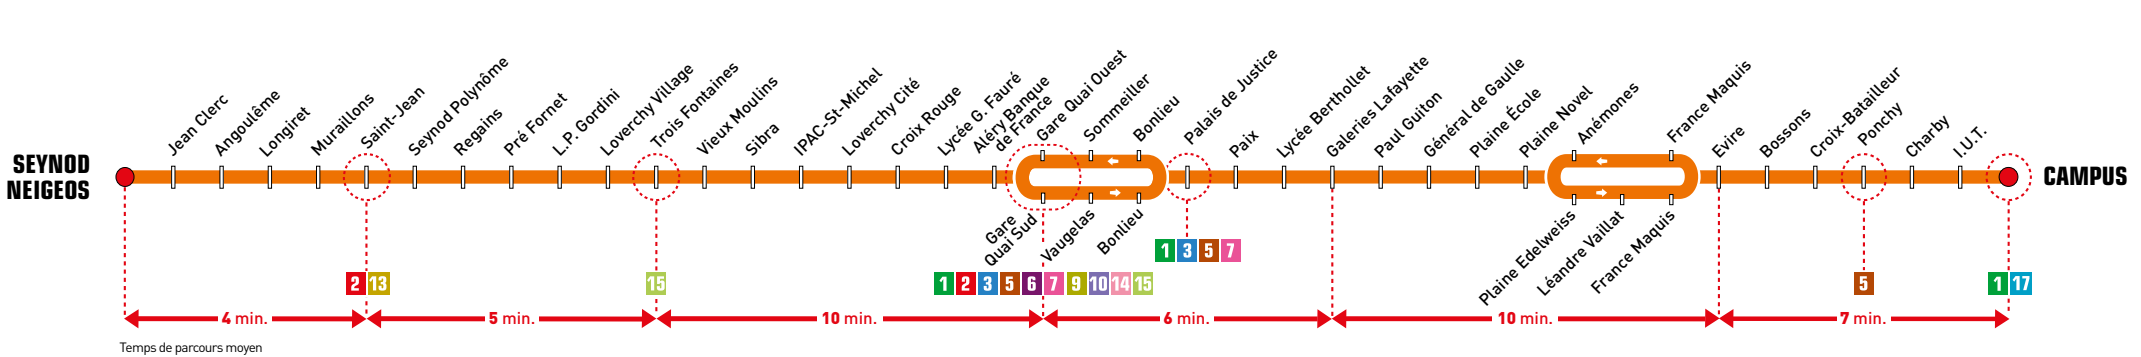 SEYNOD
NEIGEOS
Jean Clerc
Angoulême
Longiret
Muraillons
Saint-Jean
Seynod Polynôme
Regains
Pré Fornet
L.P. Gordini
Loverchy Village
Trois Fontaines
Vieux Moulins
Sibra
IPAC-St-Michel
Loverchy Cité
Croix Rouge
Lycée G. Fauré
Aléry Banque
de France
Gare Quai Ouest
Sommeiller
Bonlieu
Palais de Justice
Paix
Lycée Berthollet
Galeries Lafayette
Paul Guiton
Général de Gaulle
Plaine École
Plaine Novel
Anémones
France Maquis
Evire
Bossons
Croix-Batailleur
Ponchy
Charby
I.U.T.
CAMPUS
Gare
Quai Sud
Vaugelas
Bonlieu
Plaine Edelweiss
Léandre Vaillat
France Maquis
1 3 5 7
2 13
15
1 2 3 5 6 7 9 10 14 15
5
1 17
4 min.
5 min.
10 min.
6 min.
10 min.
7 min.
Temps de parcours moyen